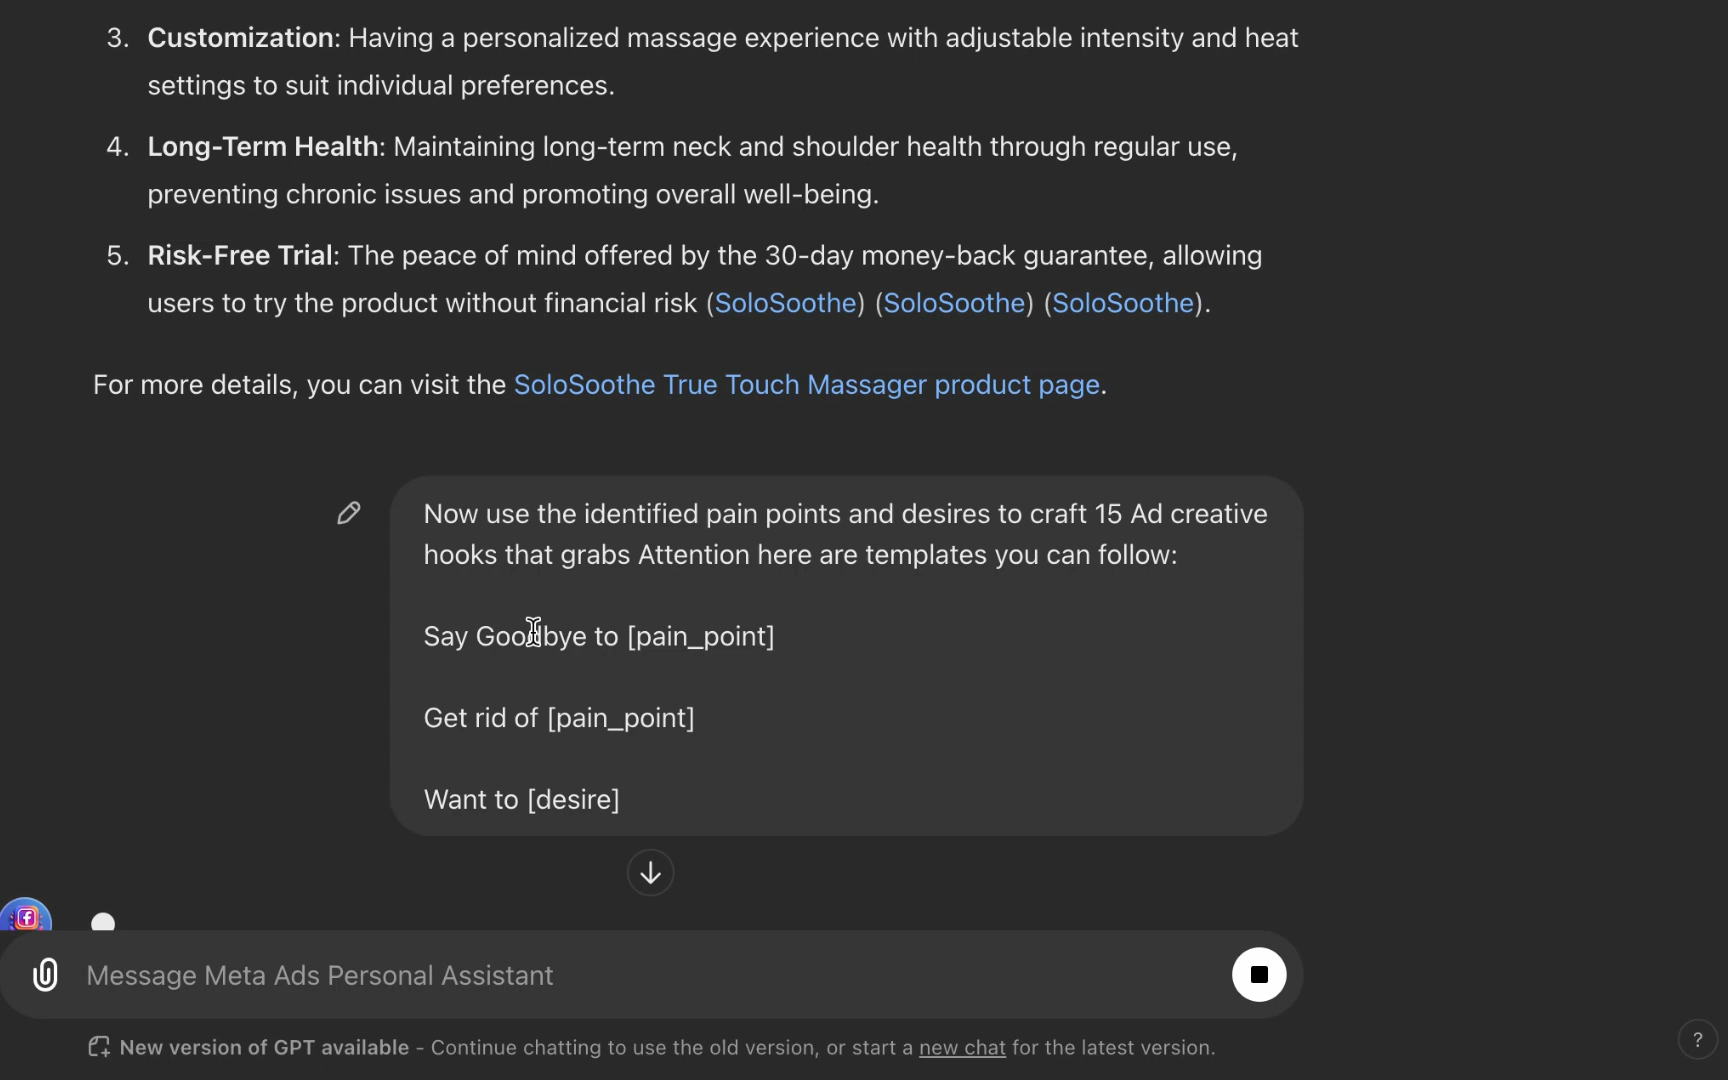 3. Customization: Having a personalized massage experience with adjustable intensity and heat
settings to suit individual preferences.
4. Long-Term Health: Maintaining long-term neck and shoulder health through regular use,
preventing chronic issues and promoting overall well-being.
5. Risk-Free Trial: The peace of mind offered by the 30-day money-back guarantee, allowing
users to try the product without financial risk (SoloSoothe) (SoloSoothe) (SoloSoothe).
For more details, you can visit the SoloSoothe True Touch Massager product page.
Now use the identified pain points and desires to craft 15 Ad creative
hooks that grabs Attention here are templates you can follow:
Say Goodbye to [pain_point]
Get rid of [pain_point]
Want to [desire]
Message Meta Ads Personal Assistant
New version of GPT available - Continue chatting to use the old version, or start a new chat for the latest version.
?